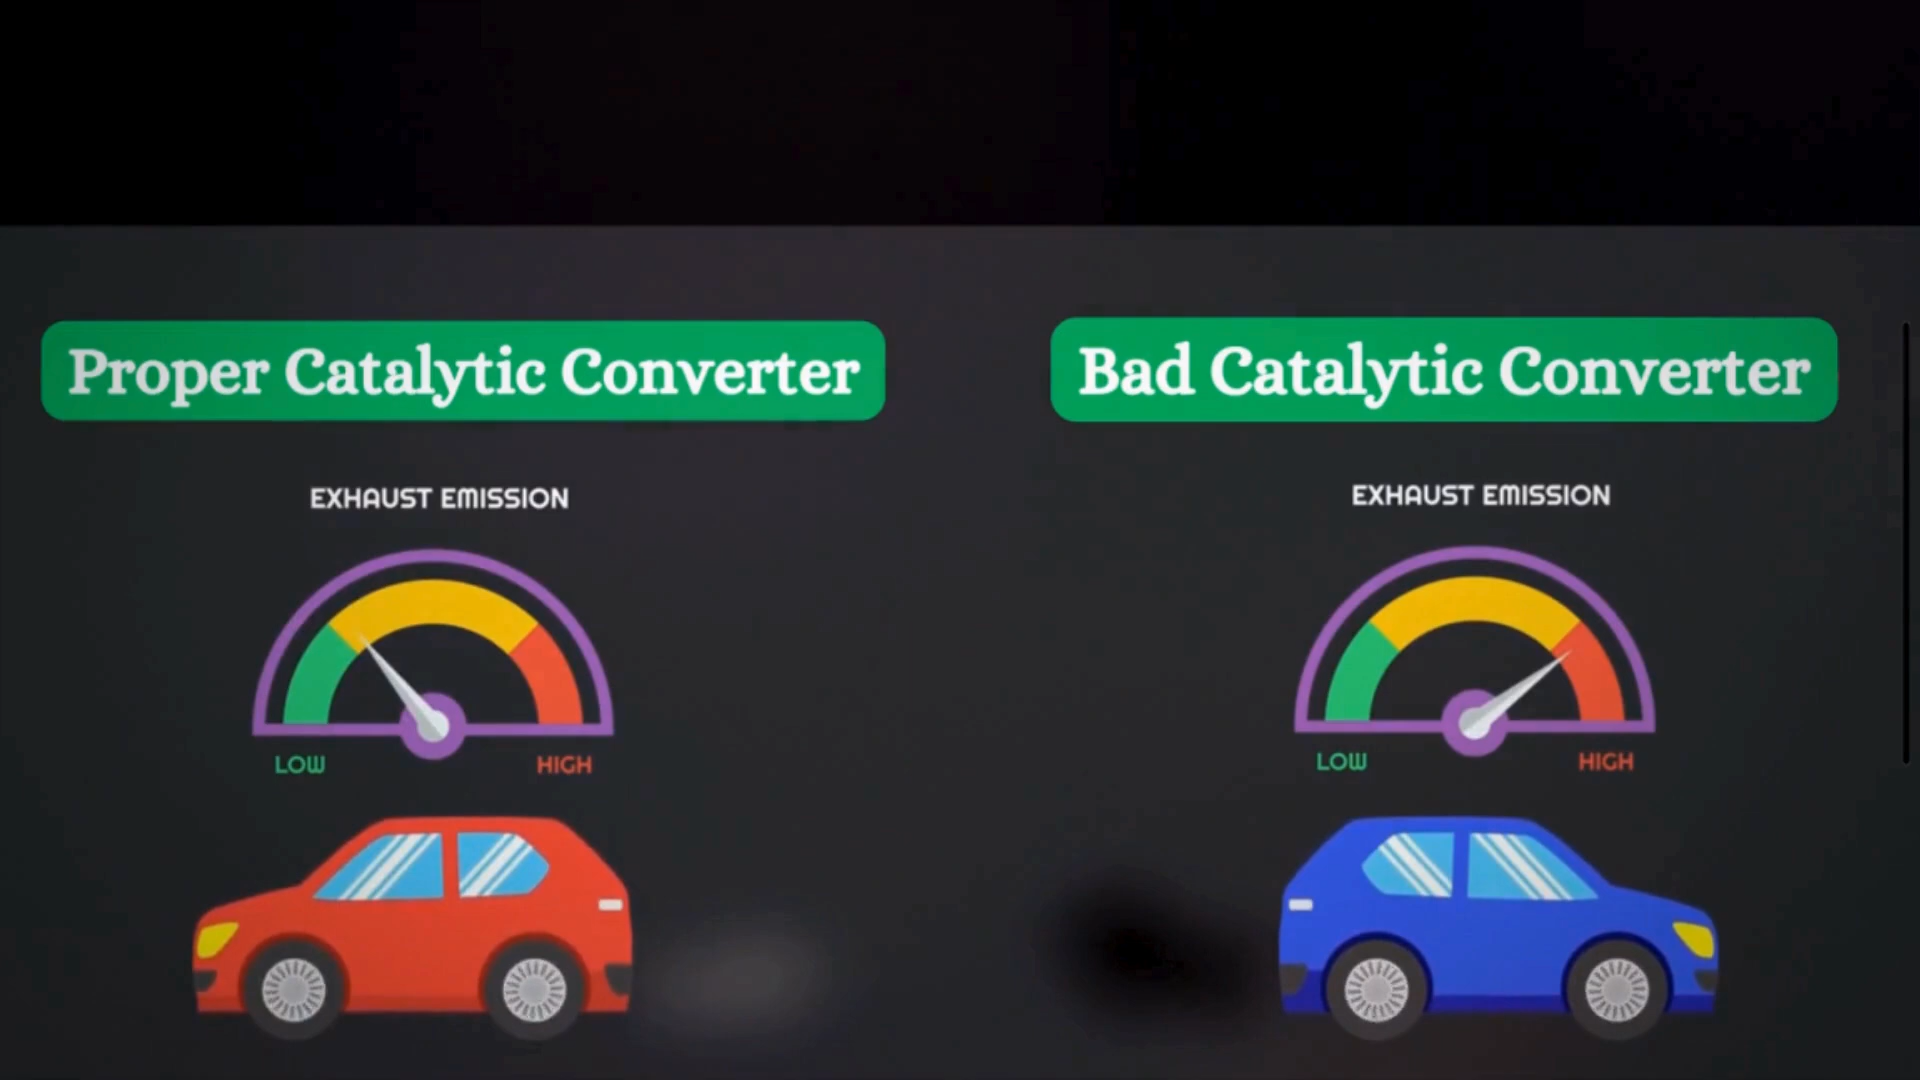 Proper Catalytic Converter
Bad Catalytic Converter
EXHAUST EMISSION
EXHAUST EMISSION
LOW
HIGH
LOW
HIGH